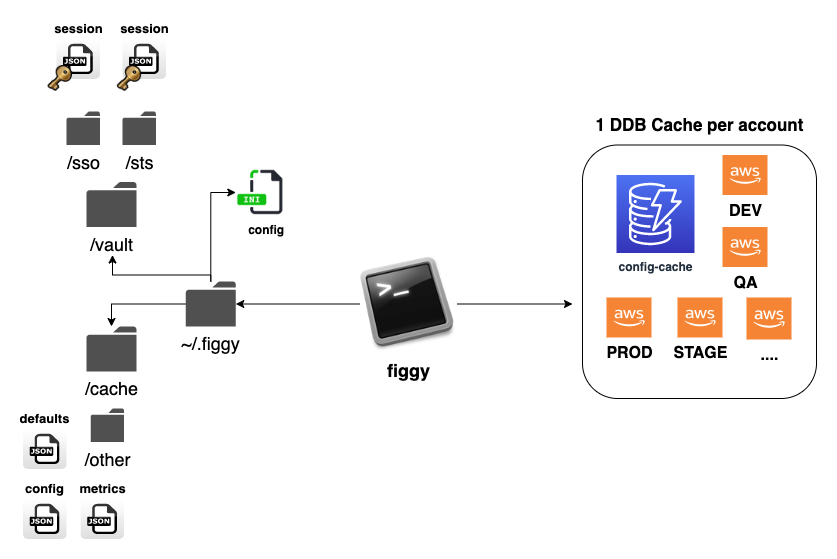 session
session
JSON
JSON
/sso
/sts
/vault
INI
config
~/.figgy
/cache
defaults
JSON
/other
config
metrics
JSON
JSON
>_
figgy
1 DDB Cache per account
config-cache
aws
DEV
aws
QA
aws
aws
aws
PROD
STAGE
....